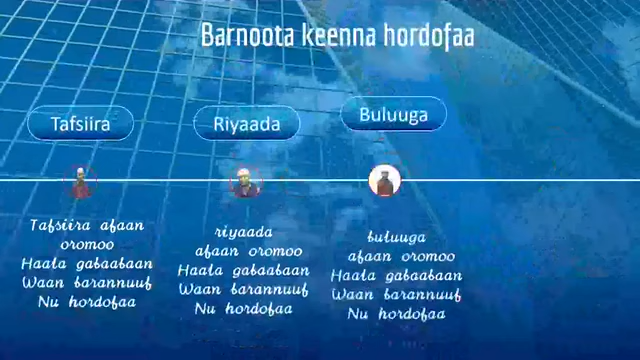 Barnoota keenna hordofaa
Tafsiira
Riyaada
Buluuga
Tafsiira afaan
oromoo
Haala gabaabaan
Waan barannuuf
Nu hordofaa
riyaada
afaan oromoo
Haala gabaabaan
Waan barannuuf
Nu hordofaa
buluuga
afaan oromoo
Haala gabaabaan
Waan barannuuf
Nu hordofaa